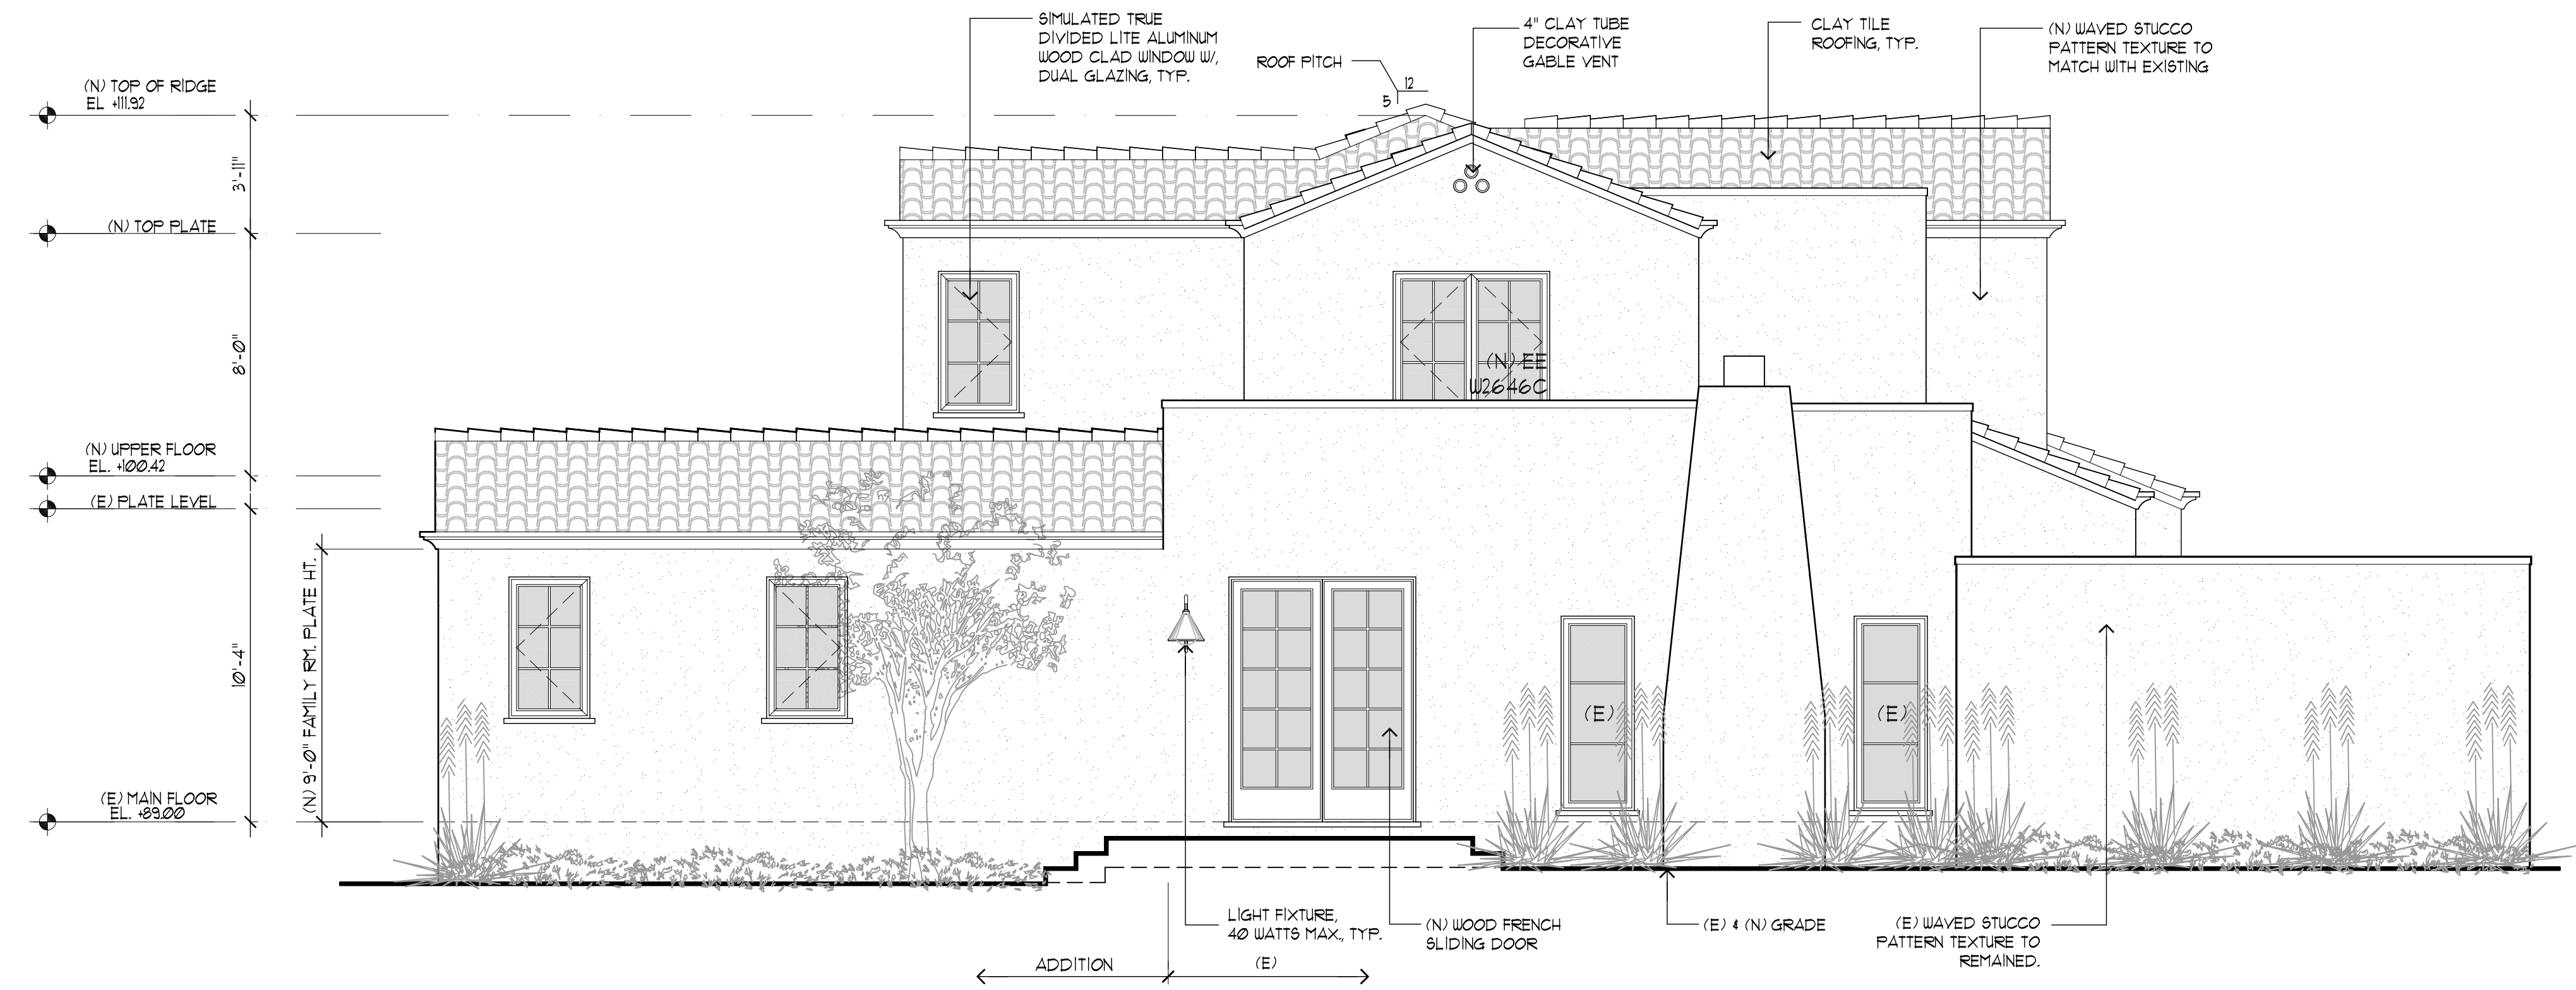 SIMULATED TRUE
DIVIDED LITE ALUMINUM
WOOD CLAD WINDOW W/,
DUAL GLAZING, TYP.
ROOF PITCH
12
5
4" CLAY TUBE
DECORATIVE
GABLE VENT
CLAY TILE
ROOFING, TYP.
(N) WAVED STUCCO
PATTERN TEXTURE TO
MATCH WITH EXISTING
(N) TOP OF RIDGE
EL +111.92
3'-11"
(N) TOP PLATE
8'-0"
(N) EE
W2646C
(N) UPPER FLOOR
EL. +100.42
(E) PLATE LEVEL
10'-4"
(N) 9'-0" FAMILY RM. PLATE HT.
(E)
(E)
(E) MAIN FLOOR
EL. +89.00
LIGHT FIXTURE,
40 WATTS MAX., TYP.
(N) WOOD FRENCH
SLIDING DOOR
(E) & (N) GRADE
(E) WAVED STUCCO
PATTERN TEXTURE TO
REMAINED.
ADDITION
(E)